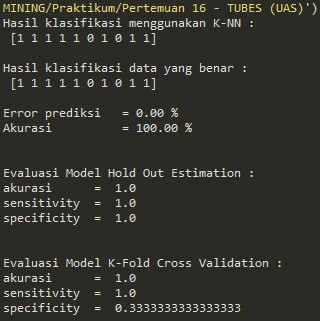 MINING/Praktikum/Pertemuan 16 - TUBES (UAS)')
Hasil klasifikasi menggunakan K-NN :
[1 1 1 1 1 0 1 0 1 1]
Hasil klasifikasi data yang benar :
[1 1 1 1 1 0 1 0 1 1]
Error prediksi   = 0.00 %
Akurasi          = 100.00 %
Evaluasi Model Hold Out Estimation :
akurasi      =  1.0
sensitivity  =  1.0
specificity  =  1.0
Evaluasi Model K-Fold Cross Validation :
akurasi      =  1.0
sensitivity  =  1.0
specificity  =  0.3333333333333333